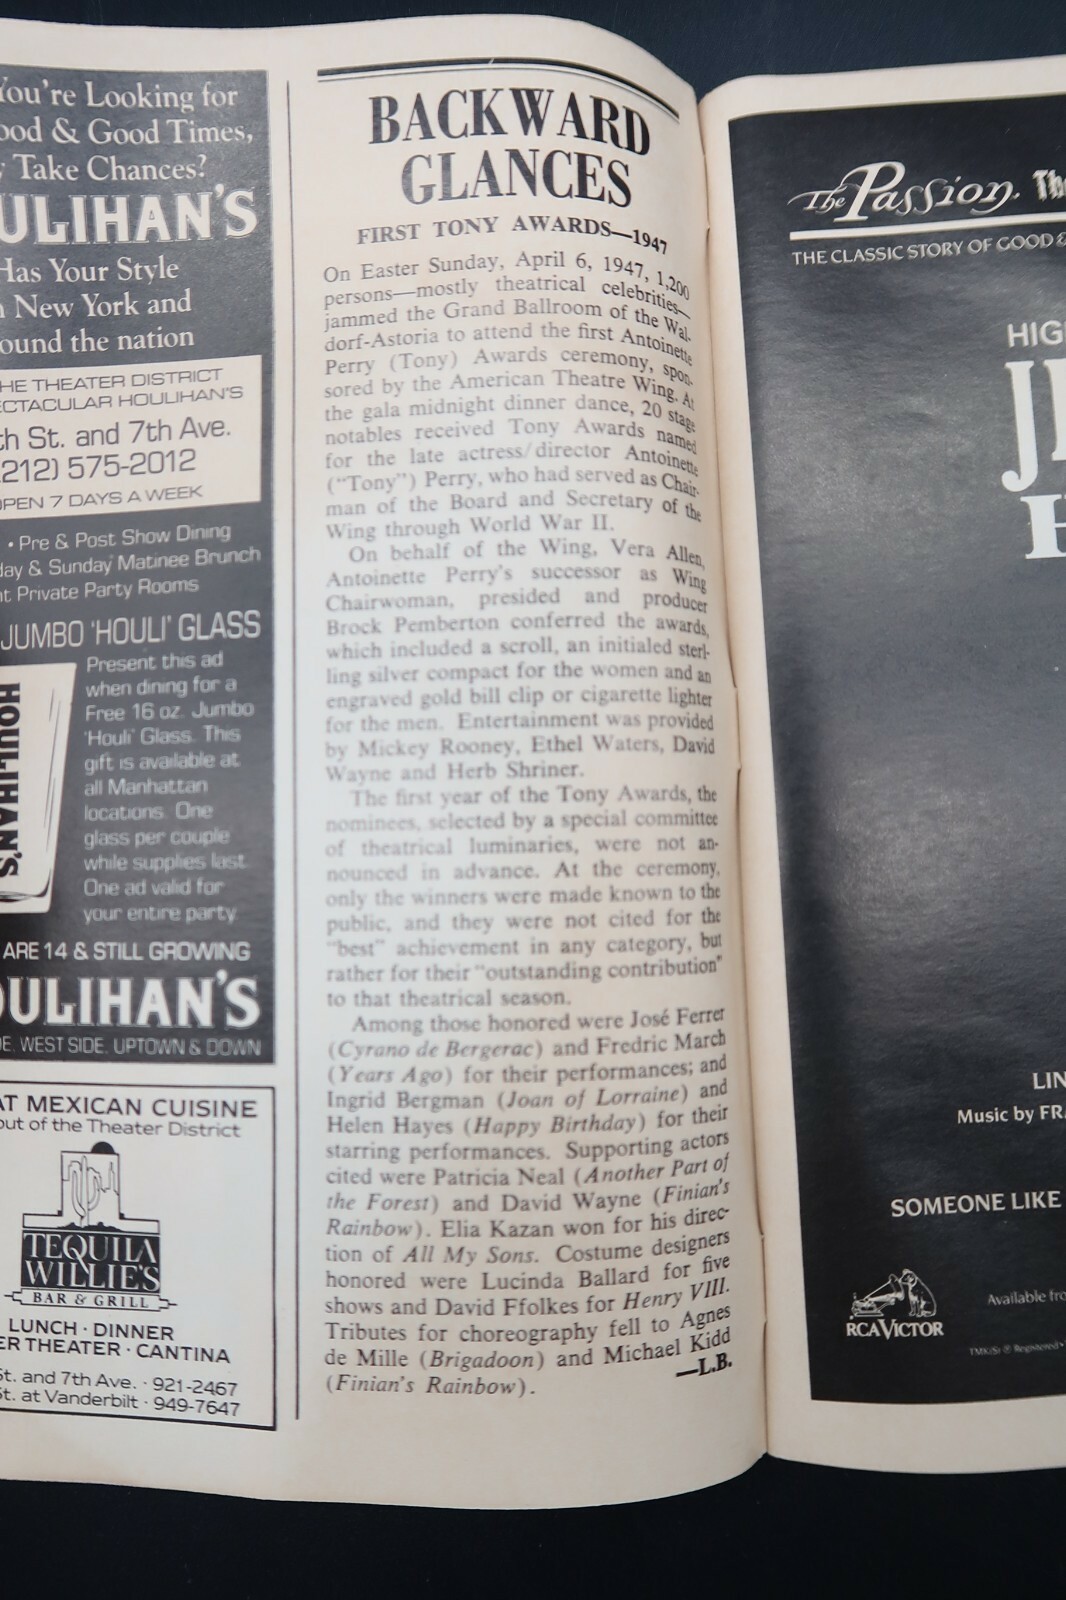 You're Looking for
ood & Good Times,
Take Chances?
ULIHAN'S
Has Your Style
New York and
ound the nation
HE THEATER DISTRICT
ECTACULAR HOULIHAN'S
th St. and 7th Ave.
212) 575-2012
OPEN 7 DAYS A WEEK
• Pre & Post Show Dining
day & Sunday Matinee Brunch
nt Private Party Rooms
JUMBO 'HOULI' GLASS
HOULIHAN'S
Present this ad
when dining for a
Free 16 oz. Jumbo
'Houli' Glass. This
gift is available at
all Manhattan
locations. One
glass per couple
while supplies last.
One ad valid for
your entire party.
ARE 14 & STILL GROWING
OULIHAN'S
DE, WEST SIDE, UPTOWN & DOWN
AT MEXICAN CUISINE
out of the Theater District
TEQUILA
WILLIE'S
BAR & GRILL
LUNCH · DINNER
ER THEATER · CANTINA
St. and 7th Ave. · 921-2467
St. at Vanderbilt · 949-7647
BACKWARD
GLANCES
FIRST TONY AWARDS—1947
On Easter Sunday, April 6, 1947, 1,200
persons—mostly theatrical celebrities—
jammed the Grand Ballroom of the Wal-
dorf-Astoria to attend the first Antoinette
Perry (Tony) Awards ceremony, spon-
sored by the American Theatre Wing. At
the gala midnight dinner dance, 20 stage
notables received Tony Awards named
for the late actress/director Antoinette
("Tony") Perry, who had served as Chair-
man of the Board and Secretary of the
Wing through World War II.
On behalf of the Wing, Vera Allen,
Antoinette Perry's successor as Wing
Chairwoman, presided and producer
Brock Pemberton conferred the awards,
which included a scroll, an initialed sterl-
ling silver compact for the women and an
engraved gold bill clip or cigarette lighter
for the men. Entertainment was provided
by Mickey Rooney, Ethel Waters, David
Wayne and Herb Shriner.
The first year of the Tony Awards, the
nominees, selected by a special committee
of theatrical luminaries, were not an-
nounced in advance. At the ceremony,
only the winners were made known to the
public, and they were not cited for the
"best" achievement in any category, but
rather for their "outstanding contribution"
to that theatrical season.
Among those honored were José Ferrer
(Cyrano de Bergerac) and Fredric March
(Years Ago) for their performances; and
Ingrid Bergman (Joan of Lorraine) and
Helen Hayes (Happy Birthday) for their
starring performances. Supporting actors
cited were Patricia Neal (Another Part of
the Forest) and David Wayne (Finian's
Rainbow). Elia Kazan won for his direc-
tion of All My Sons. Costume designers
honored were Lucinda Ballard for five
shows and David Ffolkes for Henry VIII.
Tributes for choreography fell to Agnes
de Mille (Brigadoon) and Michael Kidd
(Finian's Rainbow).
—L.B.
The Passion. The
THE CLASSIC STORY OF GOOD &
HIG
LIN
Music by FRA
SOMEONE LIKE
Available fro
RCA VICTOR
TMK(S) ® Registered